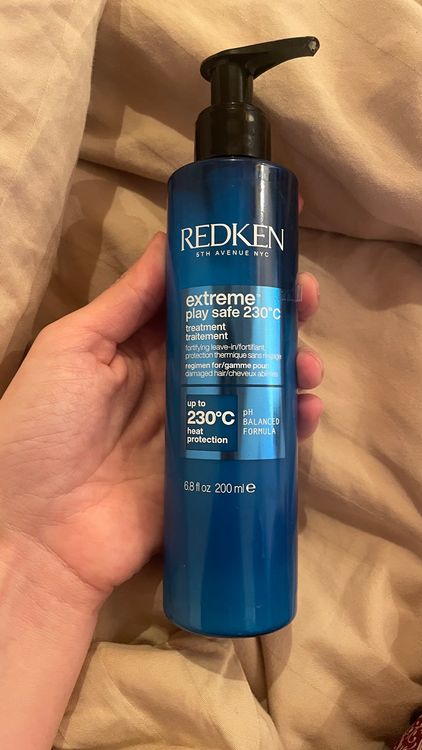 REDKEN
5TH AVENUE NYC
extreme
play safe 230°C
treatment
traitement
fortifying leave-in/fortifiant,
protection thermique sans
regimen for/gamme pour:
damaged hair/cheveux
up to
230°C
heat
protection
pH
BALANCED
FORMULA
6.8 fl oz 200 ml e